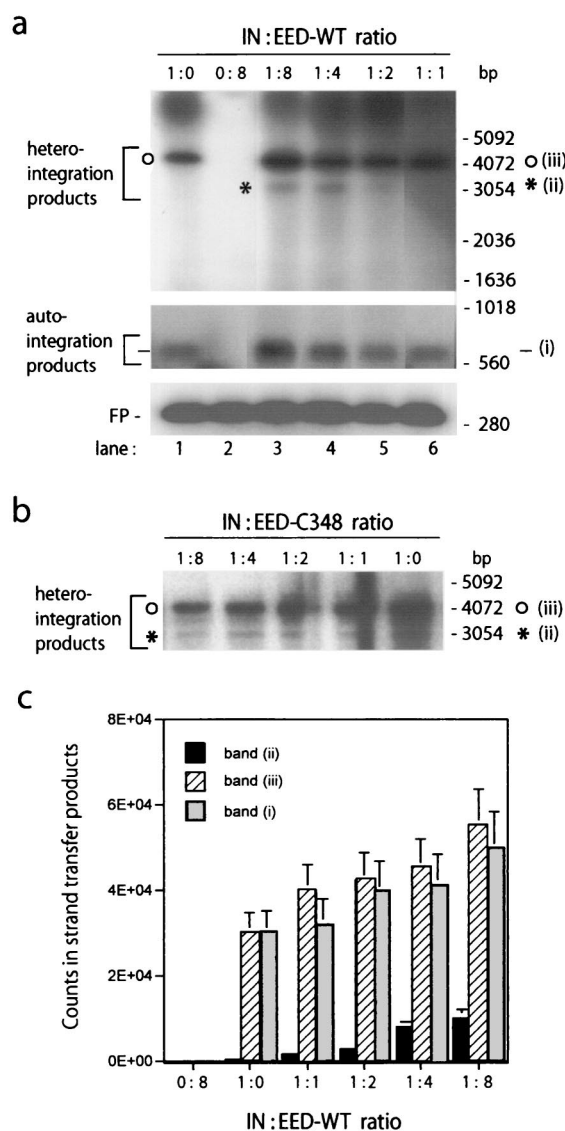 a
IN : EED-WT ratio
1:0 0:8 1:8 1:4 1:2 1:1 bp
hetero-
integration
products
- 5092
- 4072 (iii)
* - 3054 * (ii)
- 2036
- 1636
auto-
integration
products
- 1018
- (i)
- 560
FP -
- 280
lane : 1 2 3 4 5 6
b
IN : EED-C348 ratio
1:8 1:4 1:2 1:1 1:0 bp
hetero-
integration
products
- 5092
- 4072 (iii)
* - 3054 * (ii)
c
Counts in strand transfer products
8E+04
6E+04
4E+04
2E+04
0E+00
band (ii)
band (iii)
band (i)
0:8 1:0 1:1 1:2 1:4 1:8
IN : EED-WT ratio